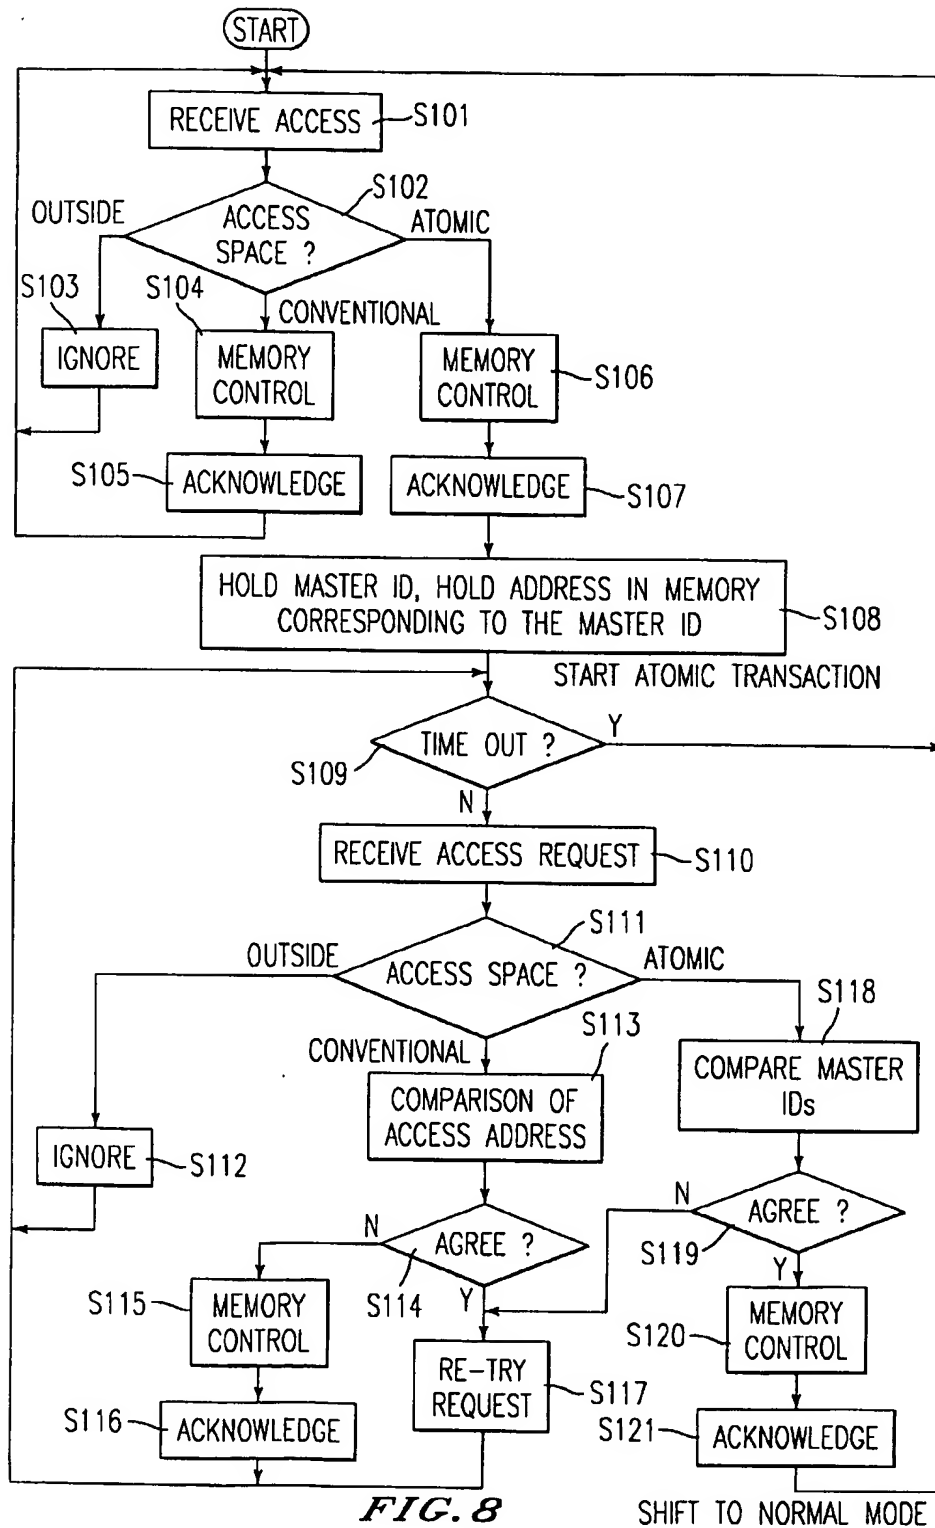 START
RECEIVE ACCESS
S101
S102
OUTSIDE
ACCESS
SPACE ?
ATOMIC
S103
S104
CONVENTIONAL
IGNORE
MEMORY
CONTROL
MEMORY
CONTROL
S106
S105
ACKNOWLEDGE
ACKNOWLEDGE
S107
HOLD MASTER ID, HOLD ADDRESS IN MEMORY
CORRESPONDING TO THE MASTER ID
S108
START ATOMIC TRANSACTION
TIME OUT ?
Y
S109
N
RECEIVE ACCESS REQUEST
S110
S111
OUTSIDE
ACCESS SPACE ?
ATOMIC
S118
S113
CONVENTIONAL
COMPARISON OF
ACCESS ADDRESS
COMPARE MASTER
IDs
IGNORE
S112
N
AGREE ?
S114
Y
N
AGREE ?
S119
Y
S115
MEMORY
CONTROL
S120
MEMORY
CONTROL
RE-TRY
REQUEST
S117
S116
ACKNOWLEDGE
S121
ACKNOWLEDGE
FIG. 8
SHIFT TO NORMAL MODE